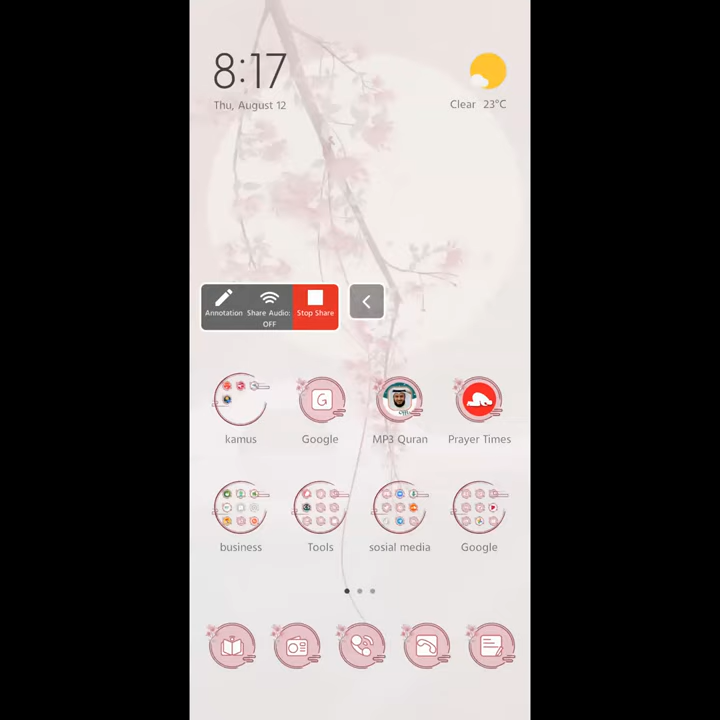 8:17
Thu, August 12
Clear 23°C
Annotation
Share Audio: OFF
Stop Share
kamus
Google
MP3 Quran
Prayer Times
business
Tools
sosial media
Google